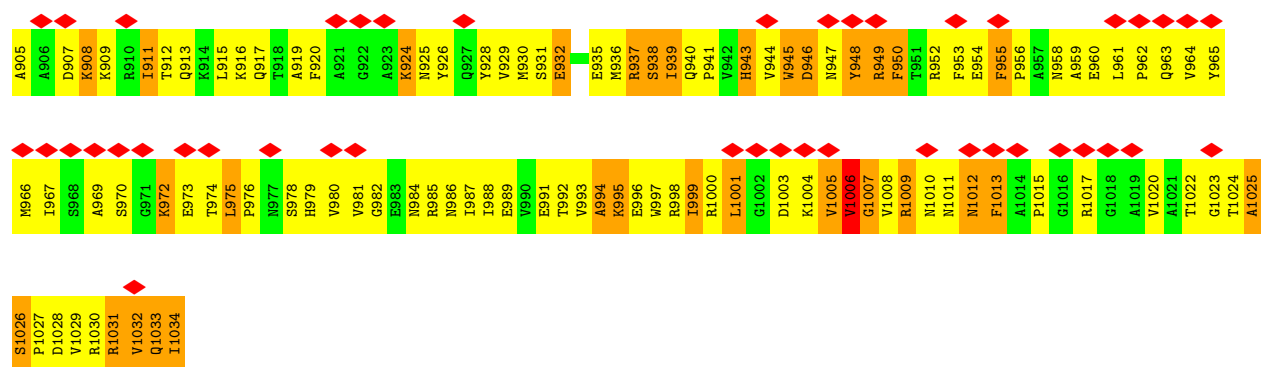 A905 A906 D907 K908 K909 R910 I911 T912 Q913 K914 L915 K916 Q917 T918 A919 F920 A921 G922 A923 K924 N925 Y926 Q927 Y928 V929 M930 S931 E932 E935 M936 R937 S938 I939 Q940 P941 V942 H943 V944 W945 D946 N947 Y948 R949 F950 T951 R952 F953 E954 F955 P956 A957 N958 A959 E960 L961 P962 Q963 V964 Y965
M966 I967 S968 A969 S970 G971 K972 E973 T974 L975 P976 N977 S978 H979 V980 V981 G982 E983 N984 R985 N986 I987 I988 E989 V990 E991 T992 V993 A994 K995 E996 W997 R998 I999 R1000 L1001 G1002 D1003 K1004 V1005 V1006 G1007 V1008 R1009 N1010 N1011 N1012 F1013 A1014 P1015 G1016 R1017 G1018 A1019 V1020 A1021 T1022 G1023 T1024 A1025
S1026 P1027 D1028 V1029 R1030 R1031 V1032 Q1033 I1034